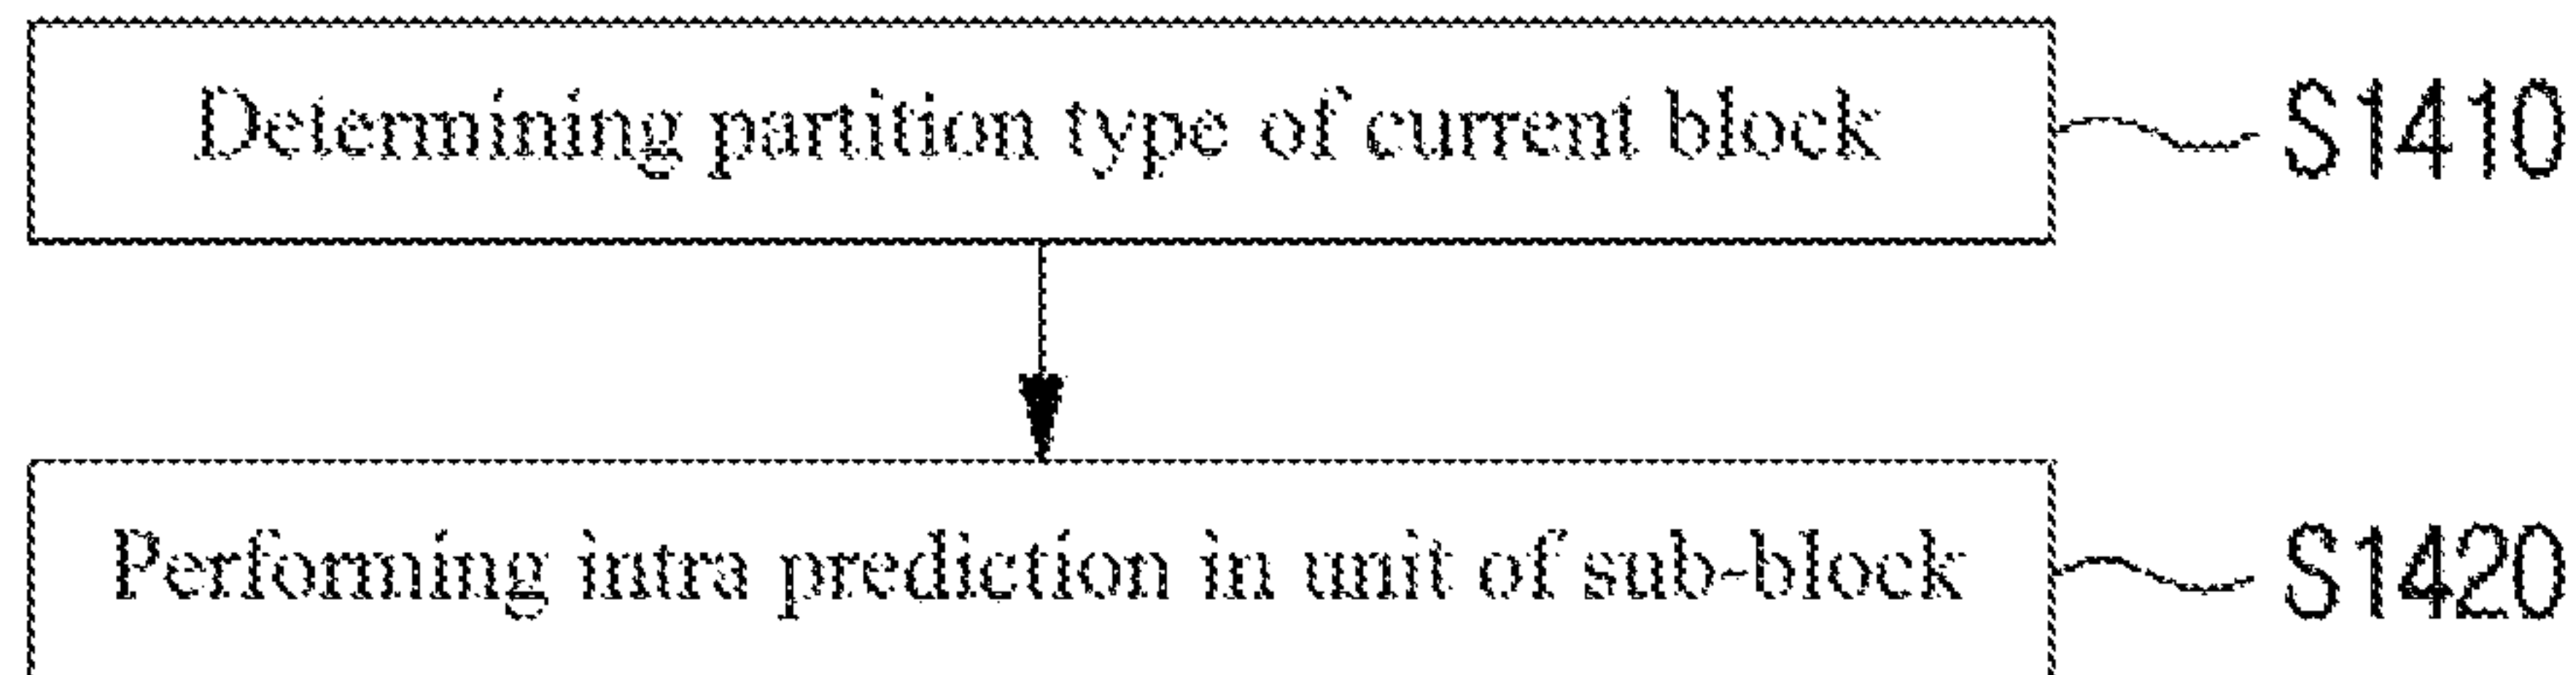 Determining partition type of current block S1410
Performing intra prediction in unit of sub-block S1420